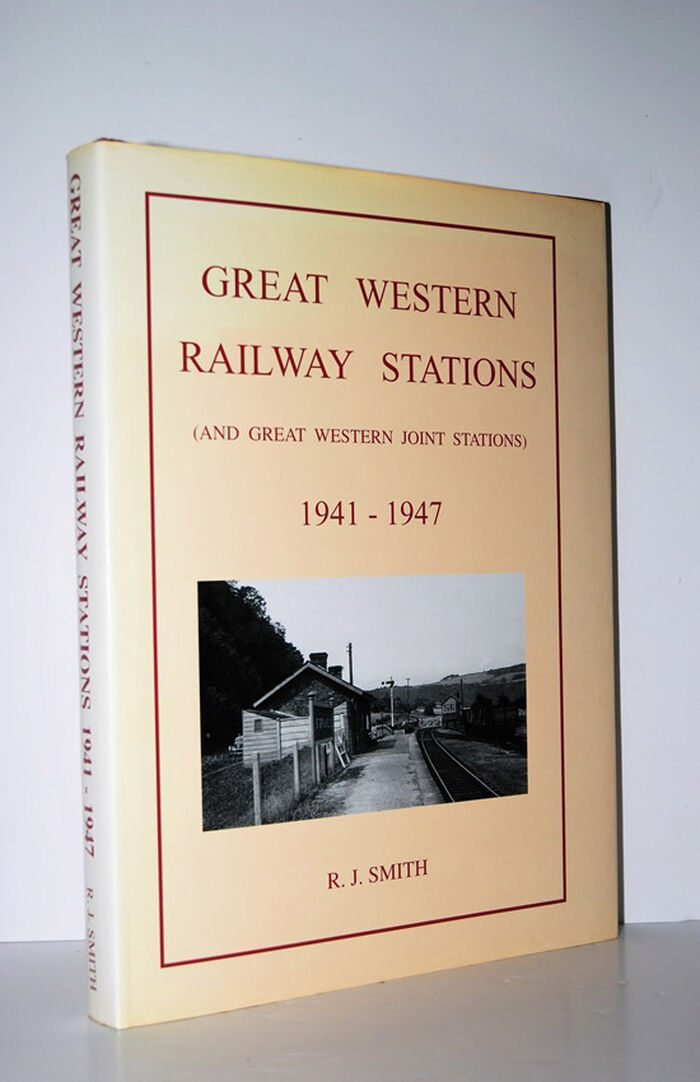 GREAT WESTERN RAILWAY STATIONS 1941 - 1947 R. J. SMITH
GREAT WESTERN
RAILWAY STATIONS
(AND GREAT WESTERN JOINT STATIONS)
1941 - 1947
R. J. SMITH